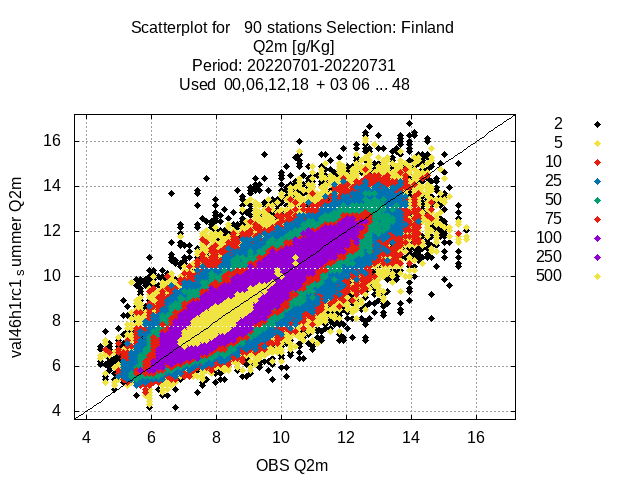 Scatterplot for 90 stations Selection: Finland
Q2m [g/Kg]
Period: 20220701-20220731
Used 00,06,12,18 + 03 06 ... 48
2
5
10
25
50
75
100
250
500
val46h1rc1 s ummer Q2m
16
14
12
10
8
6
4
4 6 8 10 12 14 16
OBS Q2m